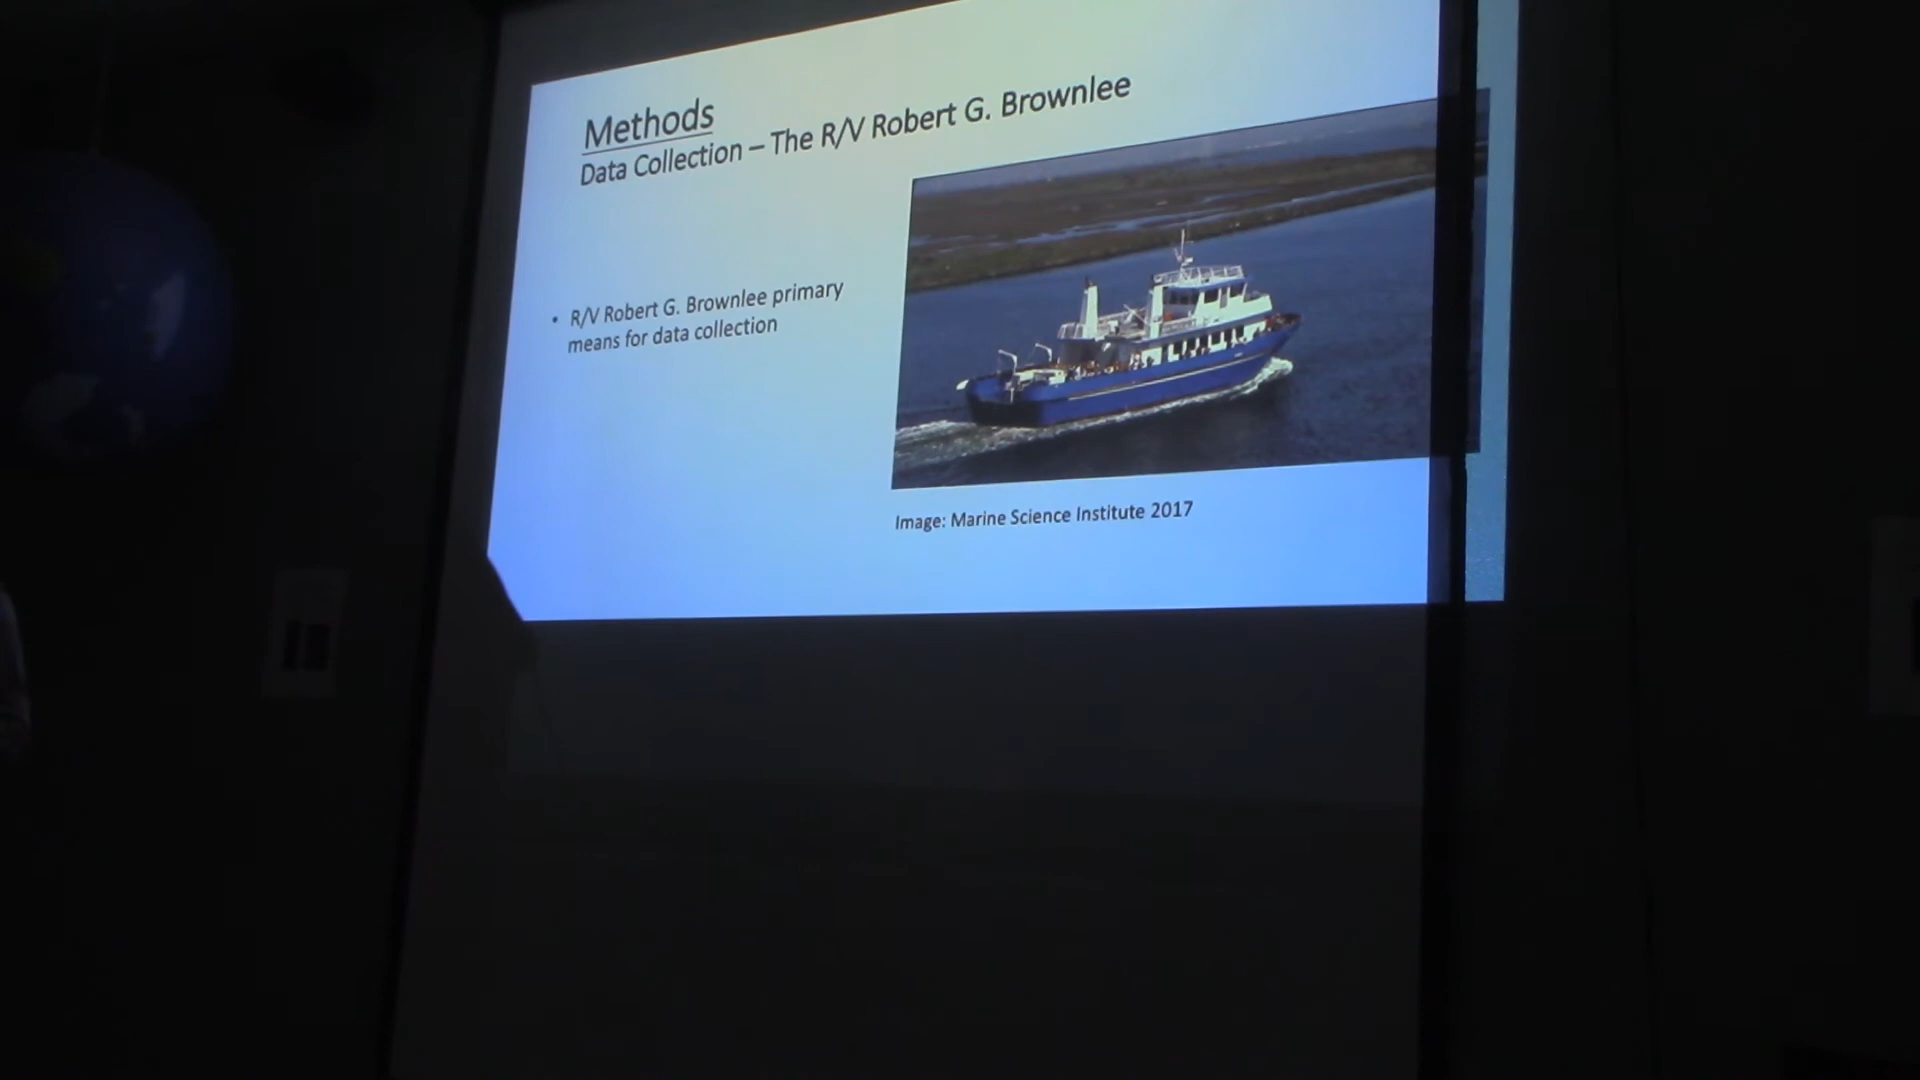 Methods
Data Collection – The R/V Robert G. Brownlee
• R/V Robert G. Brownlee primary
means for data collection
Image: Marine Science Institute 2017